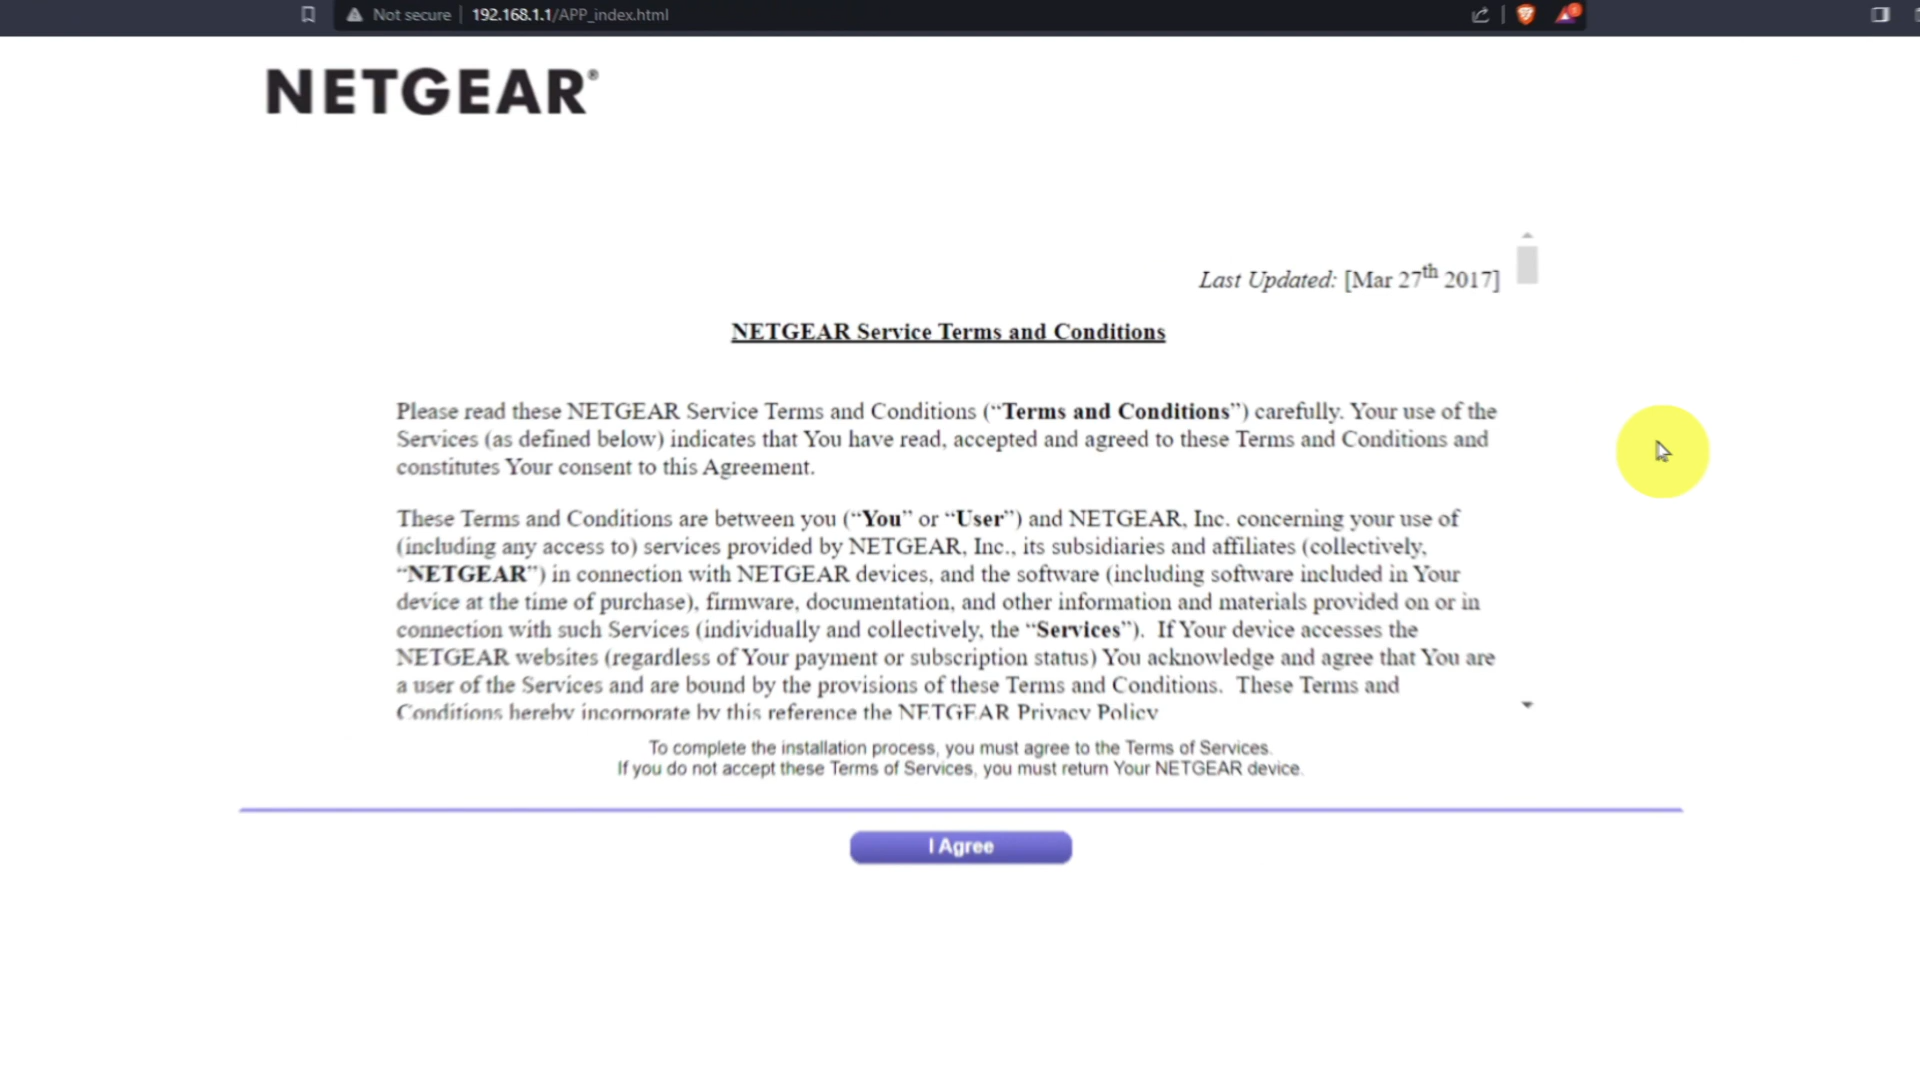 Not secure | 192.168.1.1/APP_index.html
NETGEAR®
Last Updated: [Mar 27th 2017]
NETGEAR Service Terms and Conditions
Please read these NETGEAR Service Terms and Conditions (“Terms and Conditions”) carefully. Your use of the
Services (as defined below) indicates that You have read, accepted and agreed to these Terms and Conditions and
constitutes Your consent to this Agreement.
These Terms and Conditions are between you (“You” or “User”) and NETGEAR, Inc. concerning your use of
(including any access to) services provided by NETGEAR, Inc., its subsidiaries and affiliates (collectively,
“NETGEAR”) in connection with NETGEAR devices, and the software (including software included in Your
device at the time of purchase), firmware, documentation, and other information and materials provided on or in
connection with such Services (individually and collectively, the “Services”). If Your device accesses the
NETGEAR websites (regardless of Your payment or subscription status) You acknowledge and agree that You are
a user of the Services and are bound by the provisions of these Terms and Conditions. These Terms and
Conditions hereby incorporate by this reference the NETGEAR Privacy Policy
To complete the installation process, you must agree to the Terms of Services.
If you do not accept these Terms of Services, you must return Your NETGEAR device.
I Agree